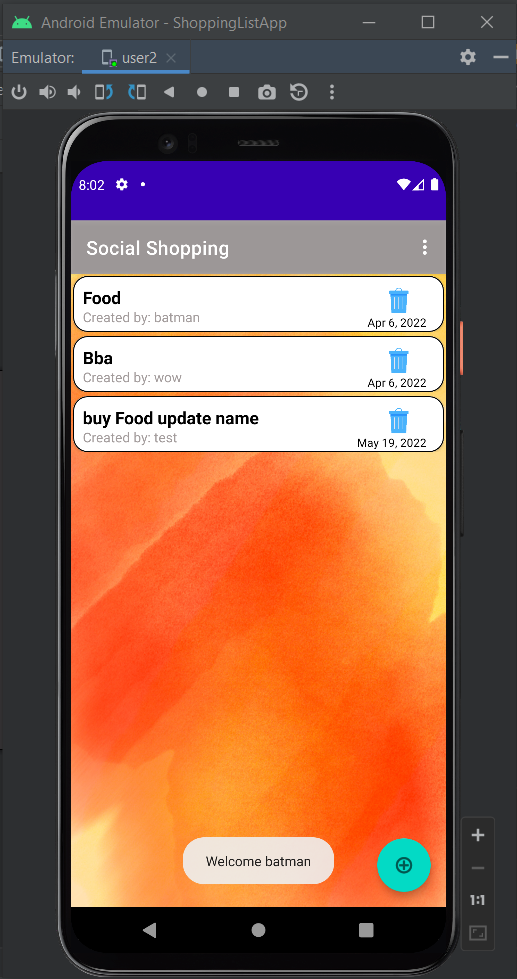 Android Emulator - ShoppingListApp
Emulator: user2
8:02
Social Shopping
Food
Created by: batman
Apr 6, 2022
Bba
Created by: wow
Apr 6, 2022
buy Food update name
Created by: test
May 19, 2022
Welcome batman
1:1